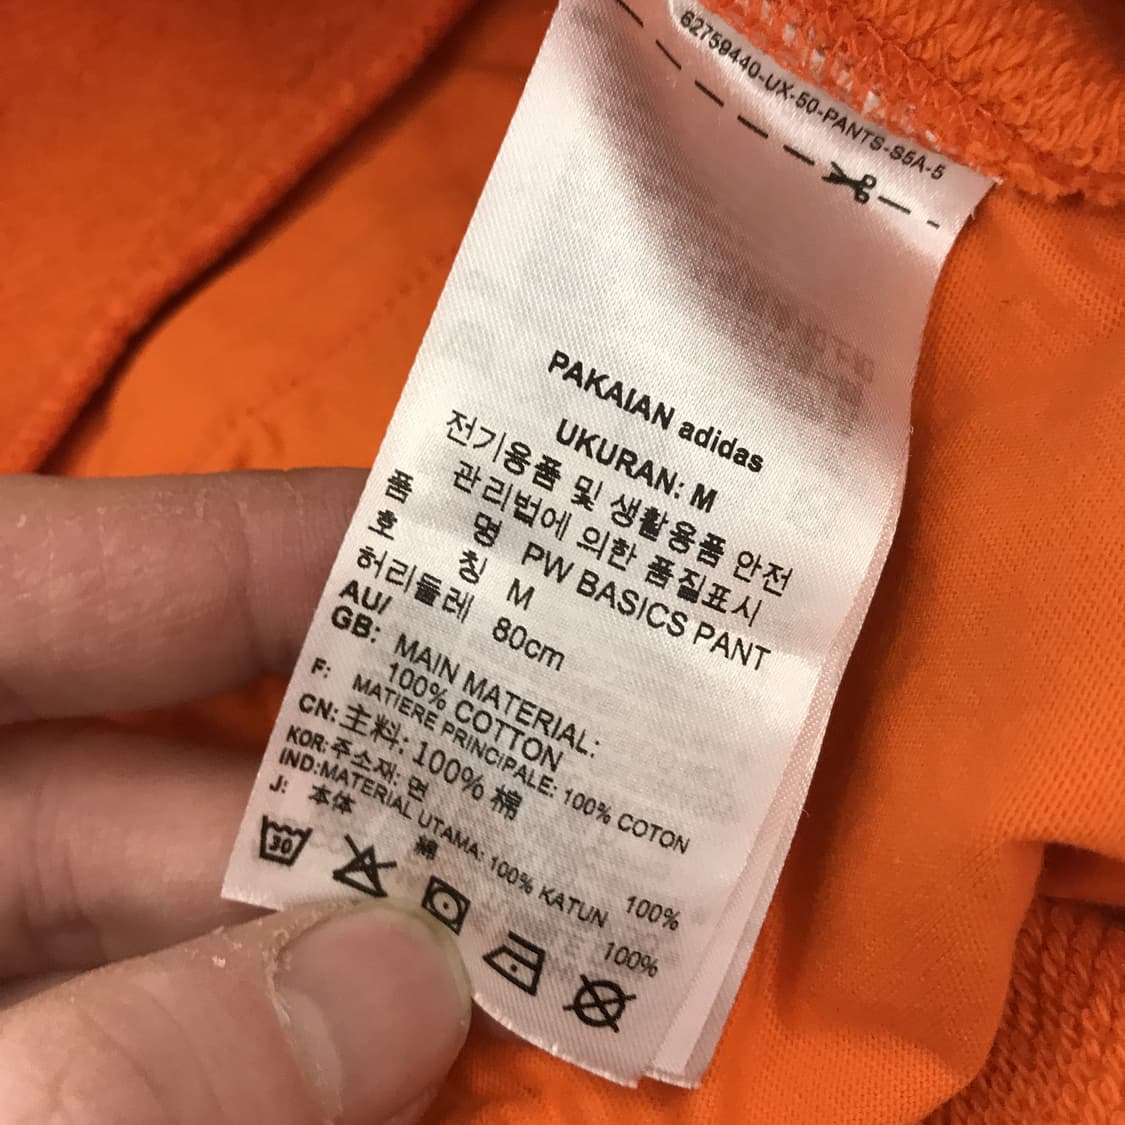 62759440-UX-50-PANTS-S5A-5
PAKAIAN adidas
UKURAN: M
전기용품 및 생활용품 안전
관리법에 의한 품질표시
품 명 PW BASICS PANT
호 칭 M
허리둘레 80cm
AU/
GB: MAIN MATERIAL:
100% COTTON
F: MATIERE PRINCIPALE: 100% COTON
CN: 主料: 100% 棉
KOR: 주소재: 면 100%
IND: MATERIAL UTAMA: 100% KATUN
J: 本体 綿 100%
30